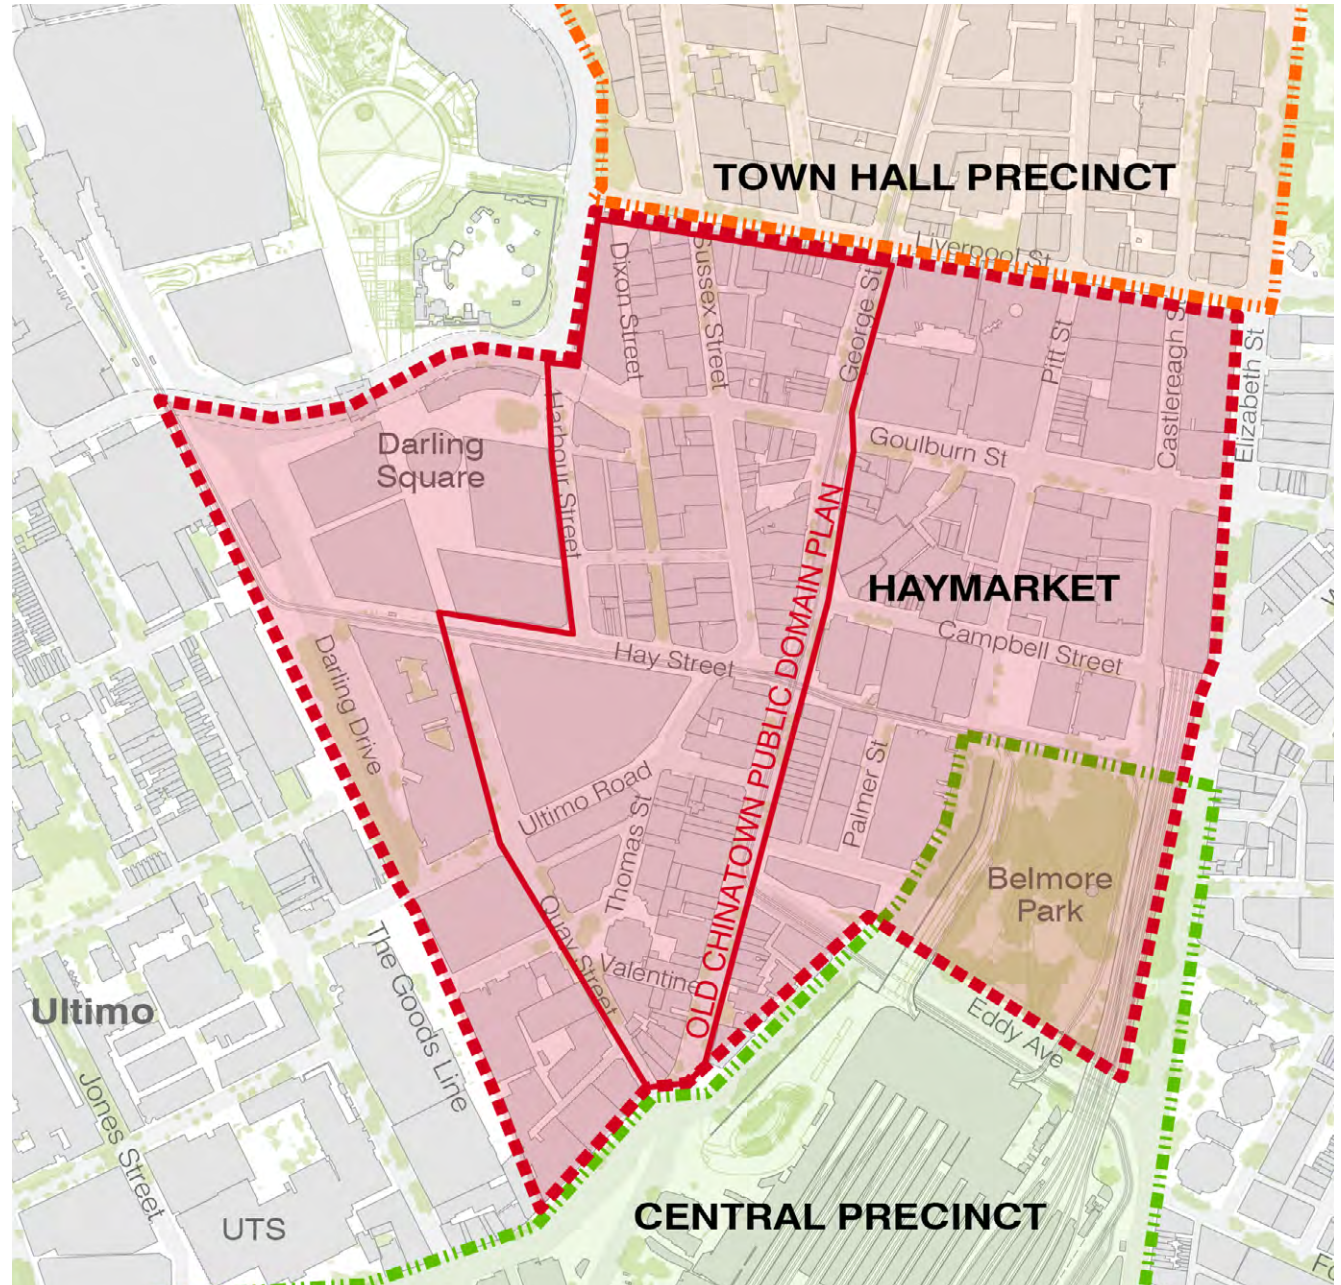 TOWN HALL PRECINCT
Liverpool St
Dixon Street
Sussex Street
George St
Pitt St
Castlereagh St
Elizabeth St
Harbour Street
Darling
Square
Goulburn St
HAYMARKET
Campbell Street
Hay Street
OLD CHINATOWN PUBLIC DOMAIN PLAN
Darling Drive
Ultimo Road
Thomas St
Palmer St
Belmore
Park
Quay Street
Valentine
Eddy Ave
The Goods Line
Ultimo
Jones Street
UTS
CENTRAL PRECINCT